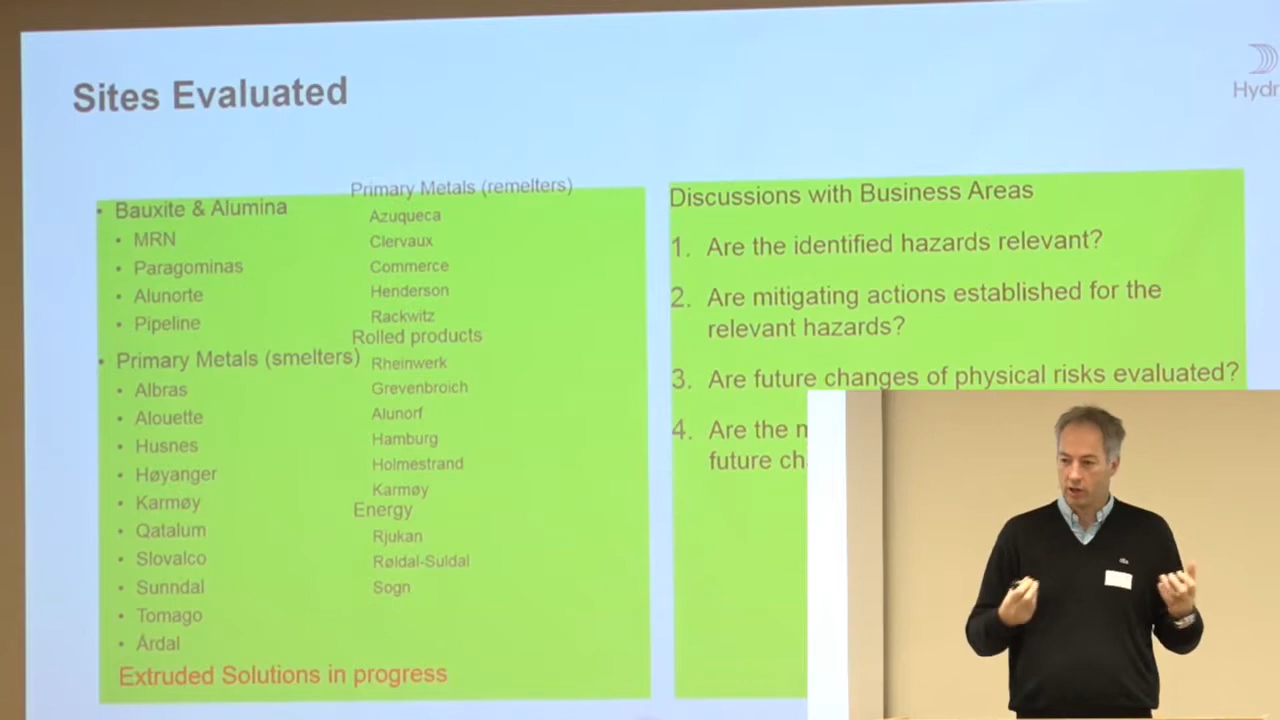 Sites Evaluated
Hydr
• Bauxite & Alumina
• MRN
• Paragominas
• Alunorte
• Pipeline
• Primary Metals (smelters)
• Albras
• Alouette
• Husnes
• Høyanger
• Karmøy
• Qatalum
• Slovalco
• Sunndal
• Tomago
• Årdal
Extruded Solutions in progress
Primary Metals (remelters)
Azuqueca
Clervaux
Commerce
Henderson
Rackwitz
Rolled products
Rheinwerk
Grevenbroich
Alunorf
Hamburg
Holmestrand
Karmøy
Energy
Rjukan
Røldal-Suldal
Sogn
Discussions with Business Areas
1. Are the identified hazards relevant?
2. Are mitigating actions established for the
relevant hazards?
3. Are future changes of physical risks evaluated?
4. Are the
future ch